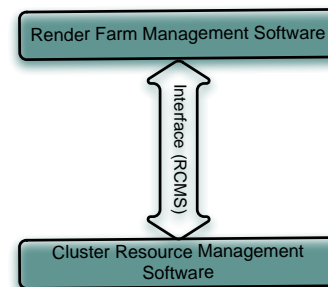 Render Farm Management Software
Interface (RCMS)
Cluster Resource Management
Software